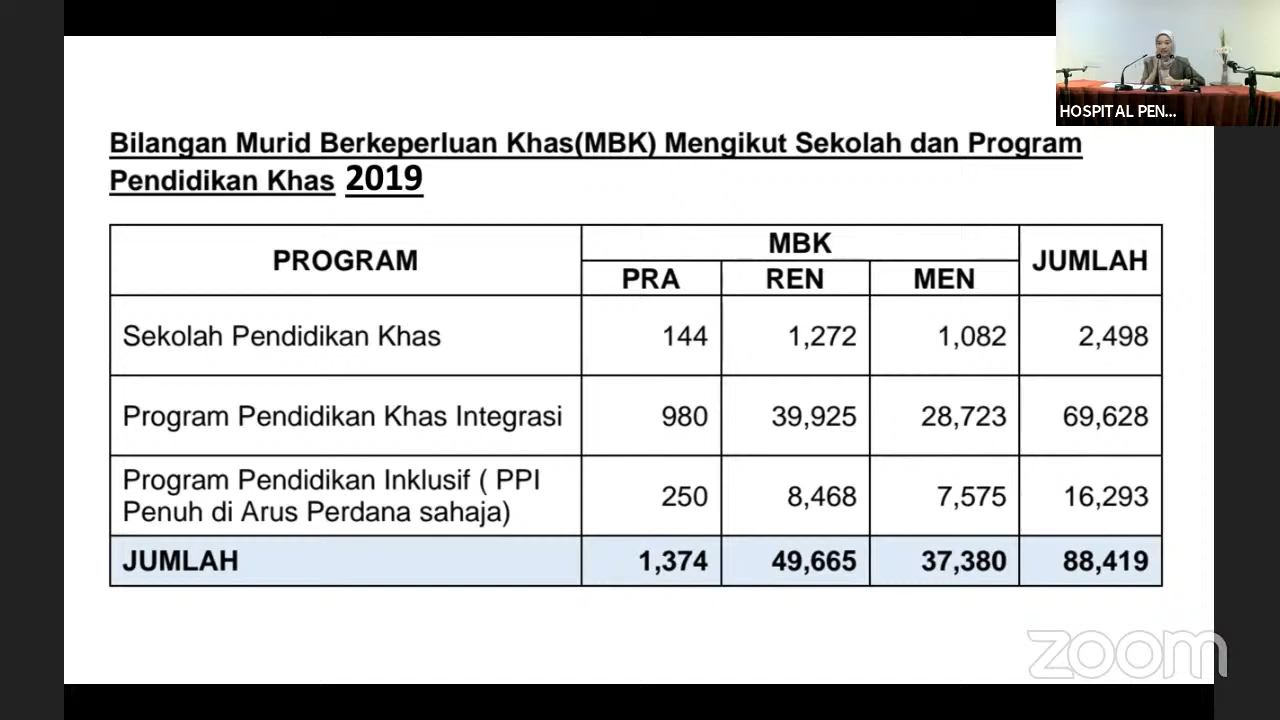 HOSPITAL PEN...
Bilangan Murid Berkeperluan Khas(MBK) Mengikut Sekolah dan Program
Pendidikan Khas 2019
PROGRAM MBK JUMLAH
PRA REN MEN
Sekolah Pendidikan Khas 144 1,272 1,082 2,498
Program Pendidikan Khas Integrasi 980 39,925 28,723 69,628
Program Pendidikan Inklusif ( PPI
Penuh di Arus Perdana sahaja) 250 8,468 7,575 16,293
JUMLAH 1,374 49,665 37,380 88,419
zoom